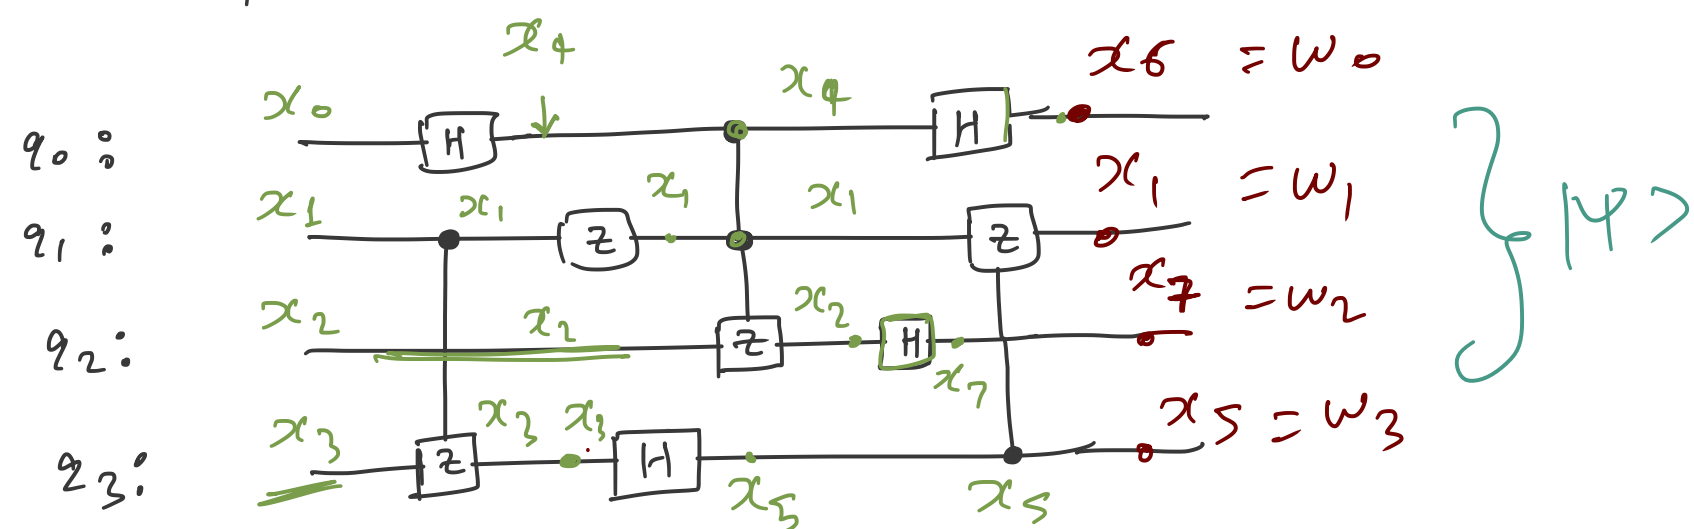 x₄
x₀ H x₄ H x₆ = w₀
q₀ :
x₁ x₁ Z x₁ x₁ Z x₁ = w₁
q₁ :
|ψ>
x₂ x₂ Z x₂ H x₇ x₇ = w₂
q₂ :
x₃ Z x₃ x₃ H x₅ x₅ x₅ = w₃
q₃ :